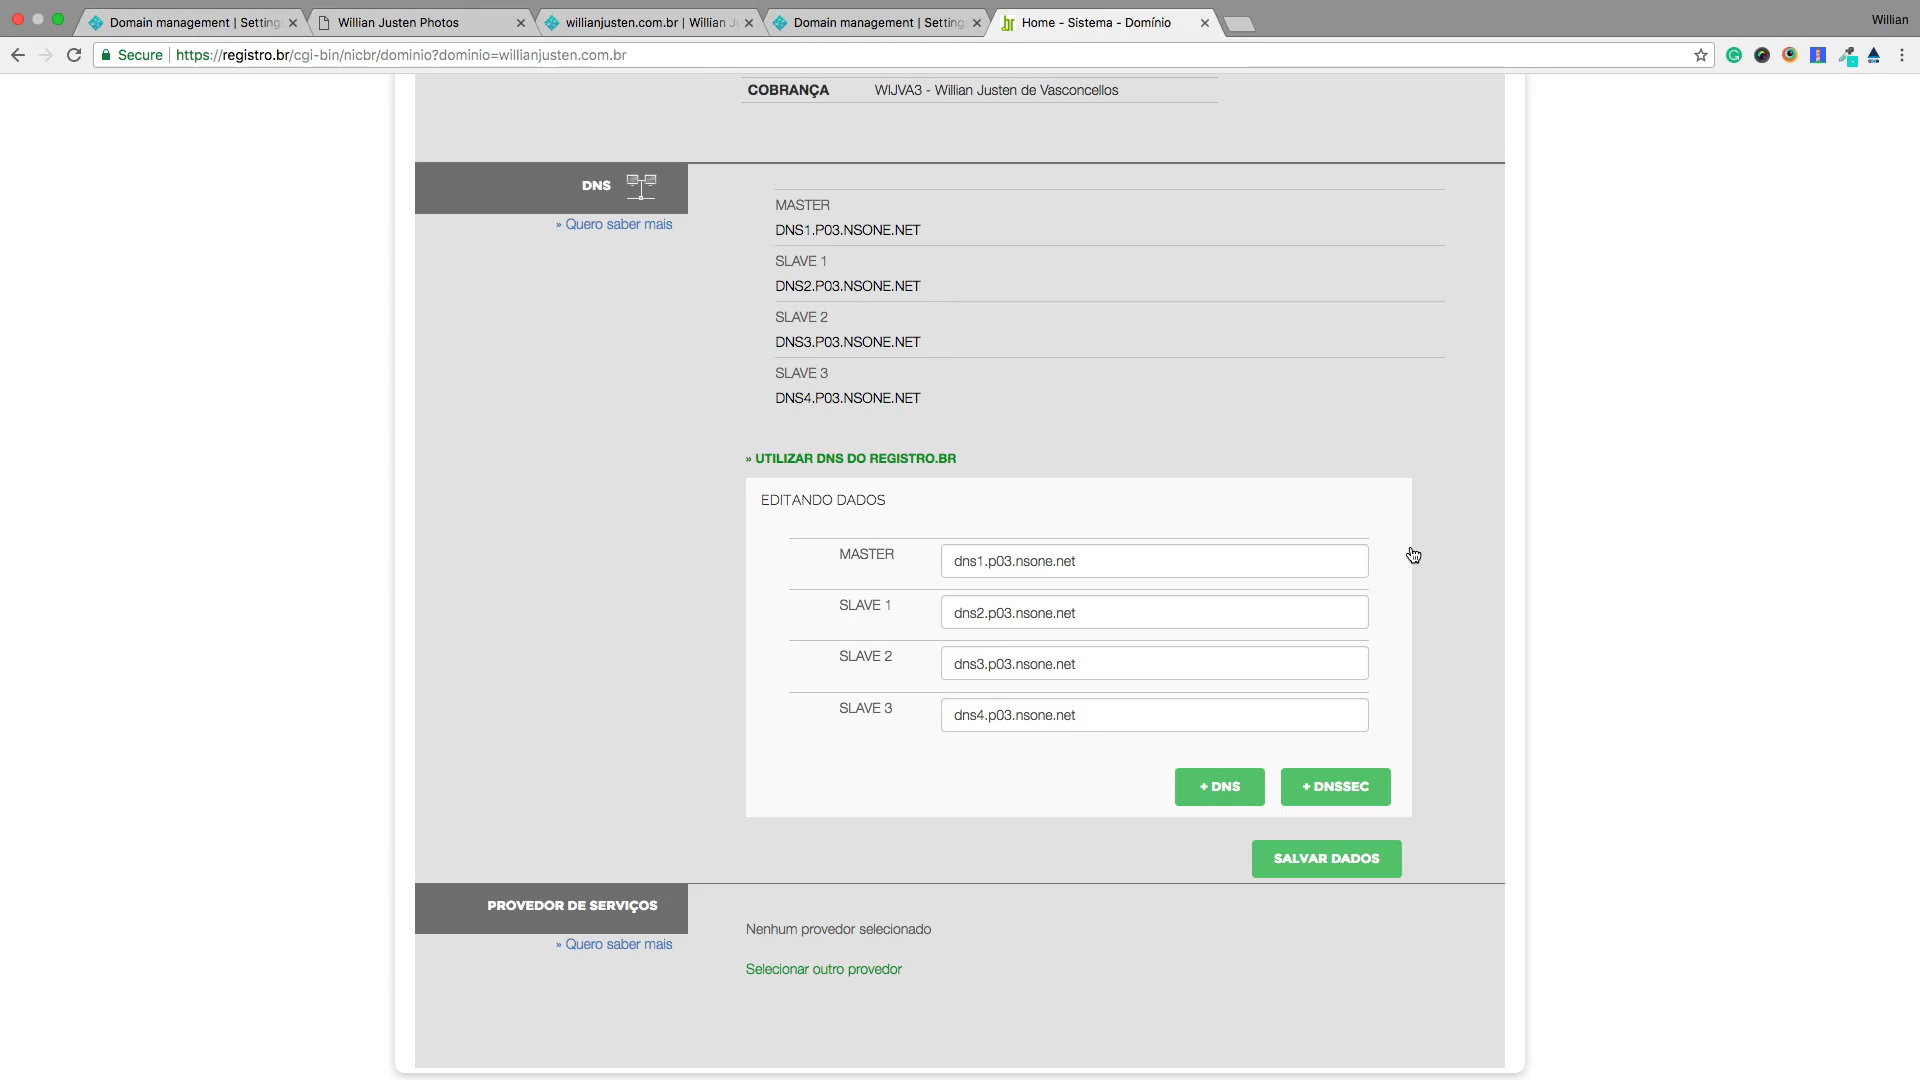 Domain management | Setting
Willian Justen Photos
willianjusten.com.br | Willian J
Domain management | Setting
Home - Sistema - Domínio
Willian
Secure
https://registro.br/cgi-bin/nicbr/dominio?dominio=willianjusten.com.br
COBRANÇA WIJVA3 - Willian Justen de Vasconcellos
DNS
» Quero saber mais
MASTER
DNS1.P03.NSONE.NET
SLAVE 1
DNS2.P03.NSONE.NET
SLAVE 2
DNS3.P03.NSONE.NET
SLAVE 3
DNS4.P03.NSONE.NET
» UTILIZAR DNS DO REGISTRO.BR
EDITANDO DADOS
MASTER dns1.p03.nsone.net
SLAVE 1 dns2.p03.nsone.net
SLAVE 2 dns3.p03.nsone.net
SLAVE 3 dns4.p03.nsone.net
+ DNS + DNSSEC
SALVAR DADOS
PROVEDOR DE SERVIÇOS
» Quero saber mais
Nenhum provedor selecionado
Selecionar outro provedor